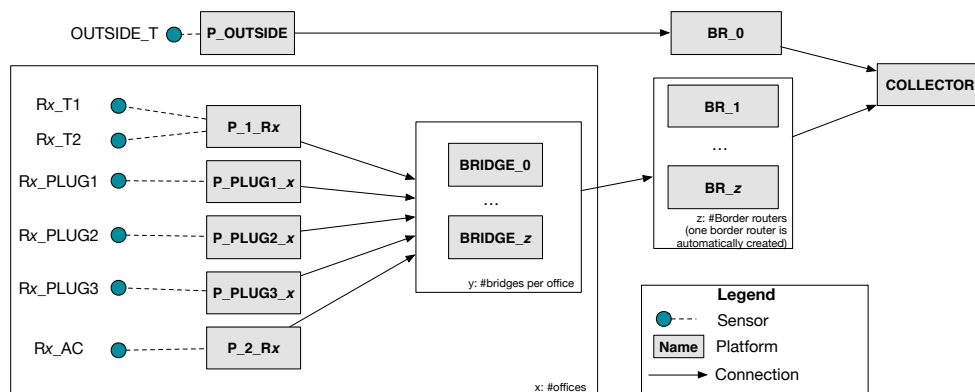 OUTSIDE_T
P_OUTSIDE
BR_0
COLLECTOR
Rx_T1
Rx_T2
P_1_Rx
Rx_PLUG1
P_PLUG1_x
Rx_PLUG2
P_PLUG2_x
Rx_PLUG3
P_PLUG3_x
Rx_AC
P_2_Rx
x: #offices
BRIDGE_0
...
BRIDGE_z
y: #bridges per office
BR_1
...
BR_z
z: #Border routers
(one border router is
automatically created)
Legend
Sensor
Name Platform
Connection